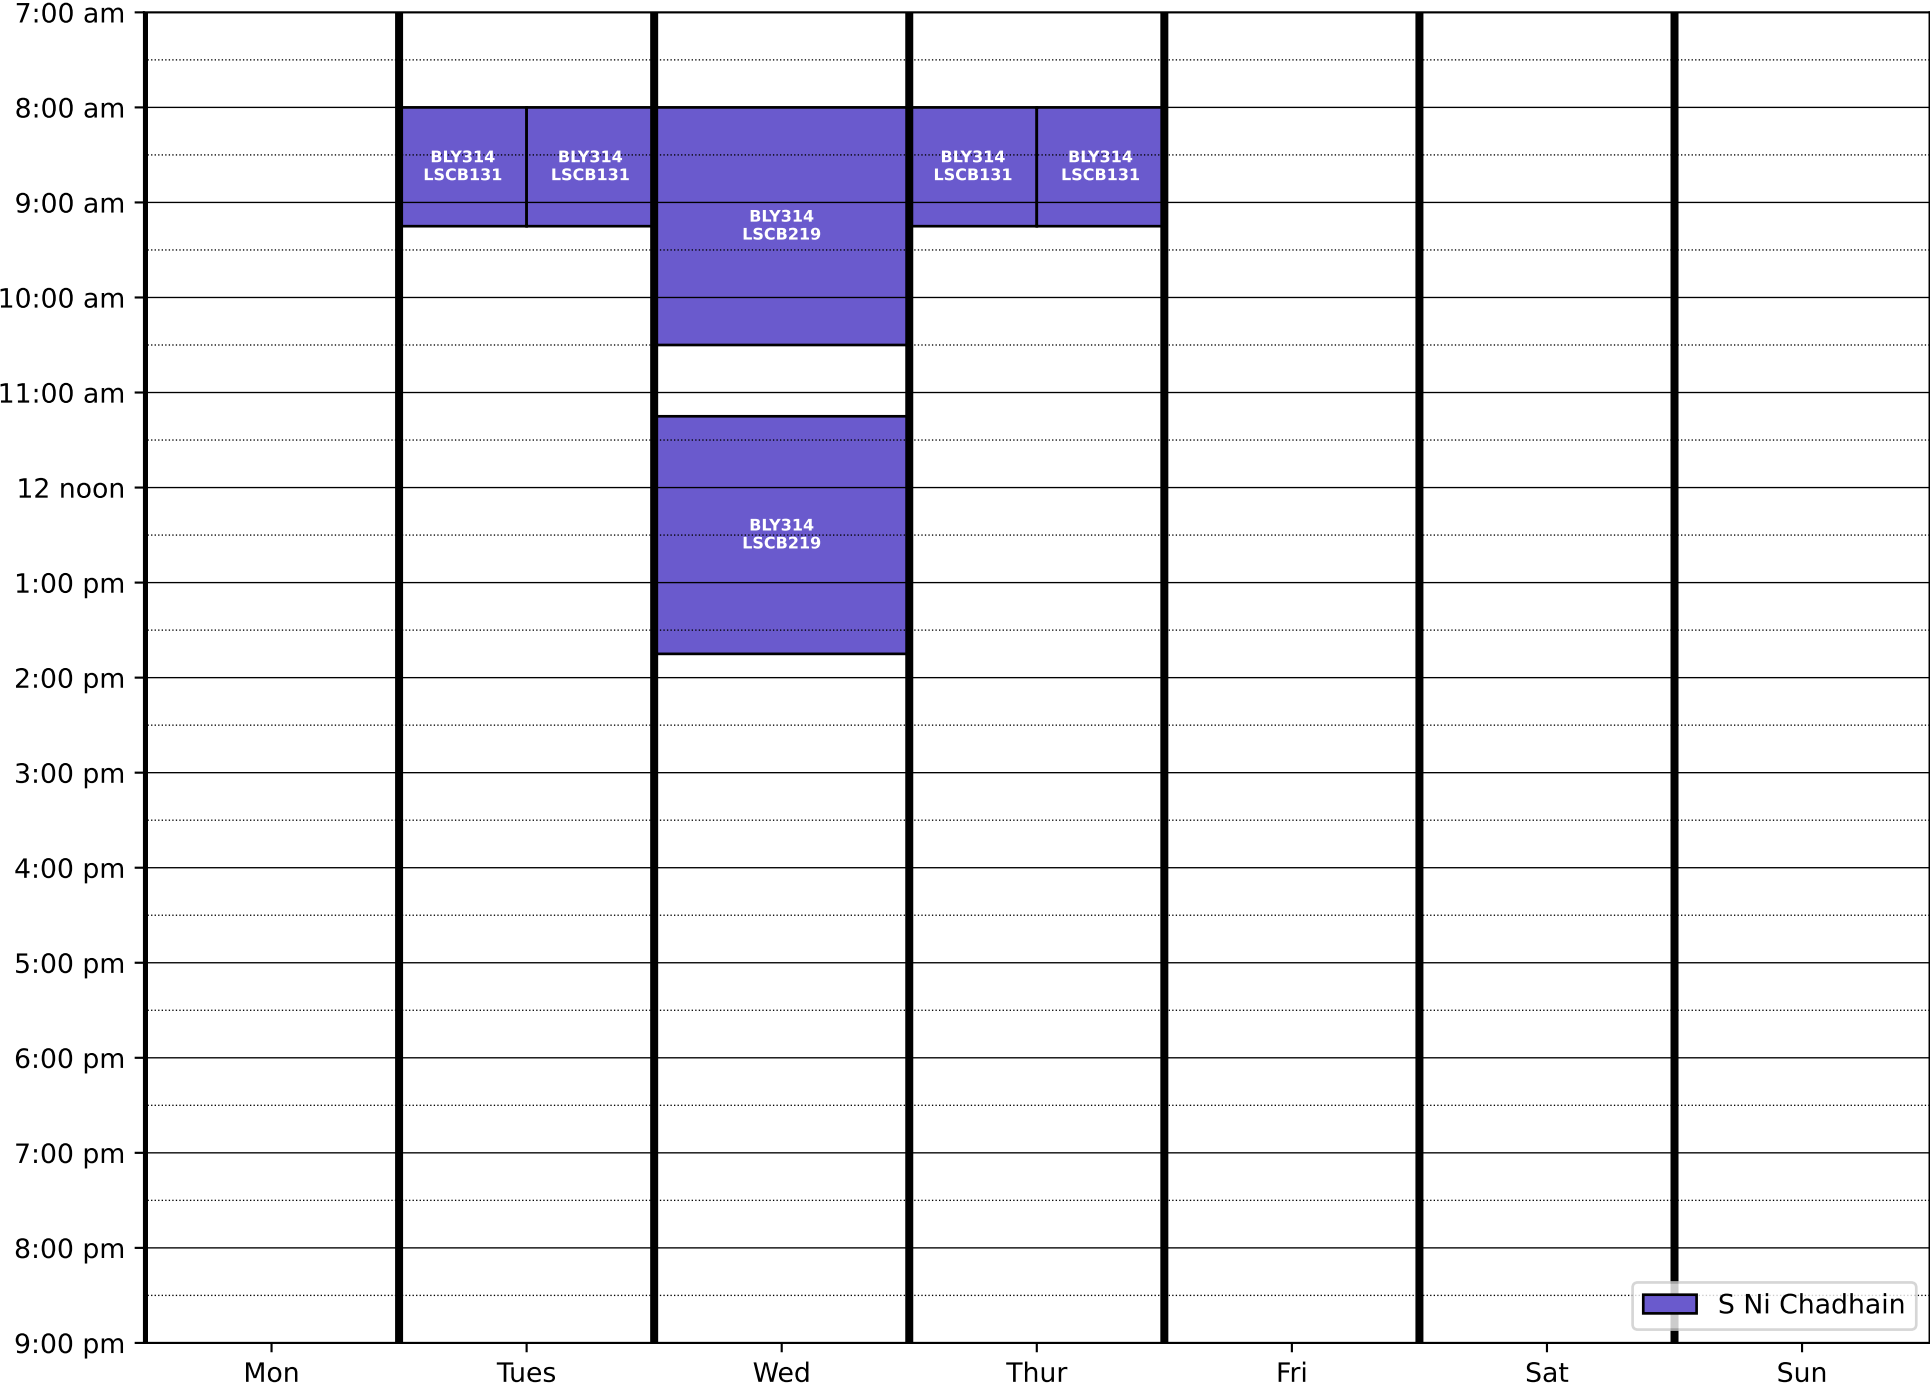 7:00 am
8:00 am
9:00 am
10:00 am
11:00 am
12 noon
1:00 pm
2:00 pm
3:00 pm
4:00 pm
5:00 pm
6:00 pm
7:00 pm
8:00 pm
9:00 pm
BLY314
LSCB131
BLY314
LSCB131
BLY314
LSCB219
BLY314
LSCB219
BLY314
LSCB131
BLY314
LSCB131
S Ni Chadhain
Mon
Tues
Wed
Thur
Fri
Sat
Sun